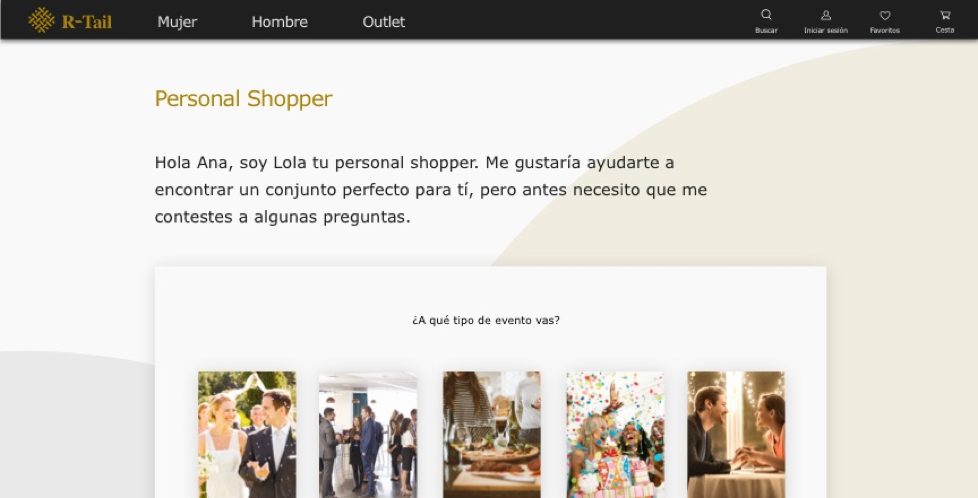 R-Tail
Mujer
Hombre
Outlet
Buscar
Iniciar sesión
Favoritos
Cesta
Personal Shopper
Hola Ana, soy Lola tu personal shopper. Me gustaría ayudarte a
encontrar un conjunto perfecto para tí, pero antes necesito que me
contestes a algunas preguntas.
¿A qué tipo de evento vas?